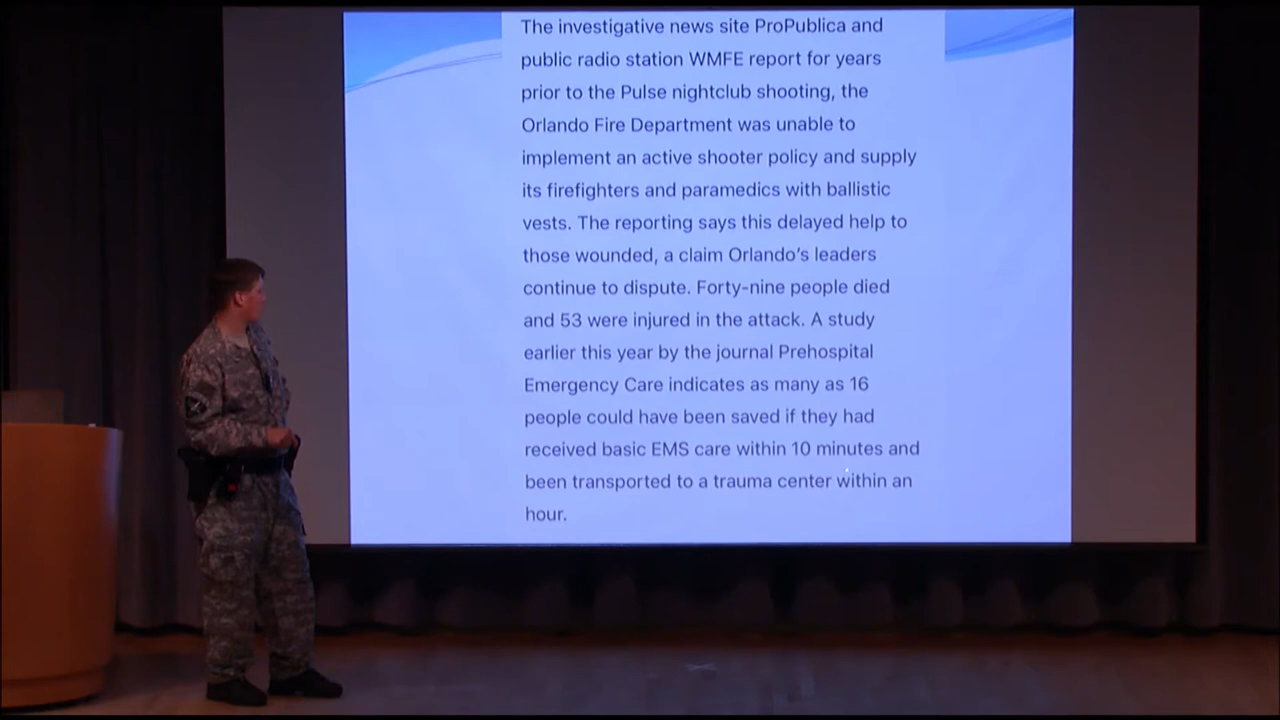 The investigative news site ProPublica and
public radio station WMFE report for years
prior to the Pulse nightclub shooting, the
Orlando Fire Department was unable to
implement an active shooter policy and supply
its firefighters and paramedics with ballistic
vests. The reporting says this delayed help to
those wounded, a claim Orlando’s leaders
continue to dispute. Forty-nine people died
and 53 were injured in the attack. A study
earlier this year by the journal Prehospital
Emergency Care indicates as many as 16
people could have been saved if they had
received basic EMS care within 10 minutes and
been transported to a trauma center within an
hour.